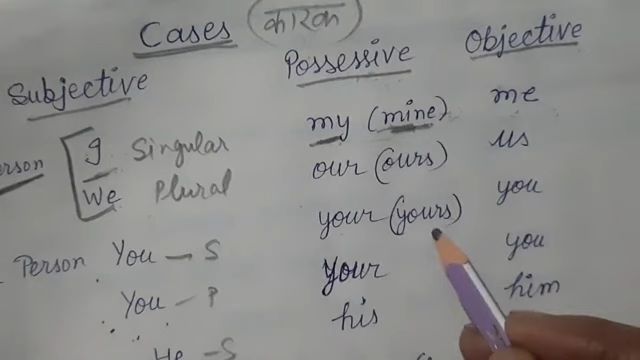 Cases (कारक)
Subjective Possessive Objective
I Singular my (mine) me
We Plural our (ours) us
Person You - S your (yours) you
You - P your you
He - S his him